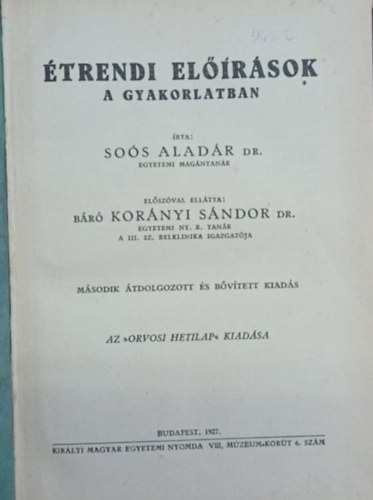 ÉTRENDI ELŐÍRÁSOK
A GYAKORLATBAN
ÍRTA:
SOÓS ALADÁR DR.
EGYETEMI MAGÁNTANÁR
ELŐSZÓVAL ELLÁTTA:
BÁRÓ KORÁNYI SÁNDOR DR.
EGYETEMI NY. R. TANÁR
A III. SZ. BELKLINIKA IGAZGATÓJA
MÁSODIK ÁTDOLGOZOTT ÉS BŐVÍTETT KIADÁS
AZ »ORVOSI HETILAP« KIADÁSA
BUDAPEST, 1927.
KIRÁLYI MAGYAR EGYETEMI NYOMDA VIII, MÚZEUM-KÖRÚT 6. SZÁM